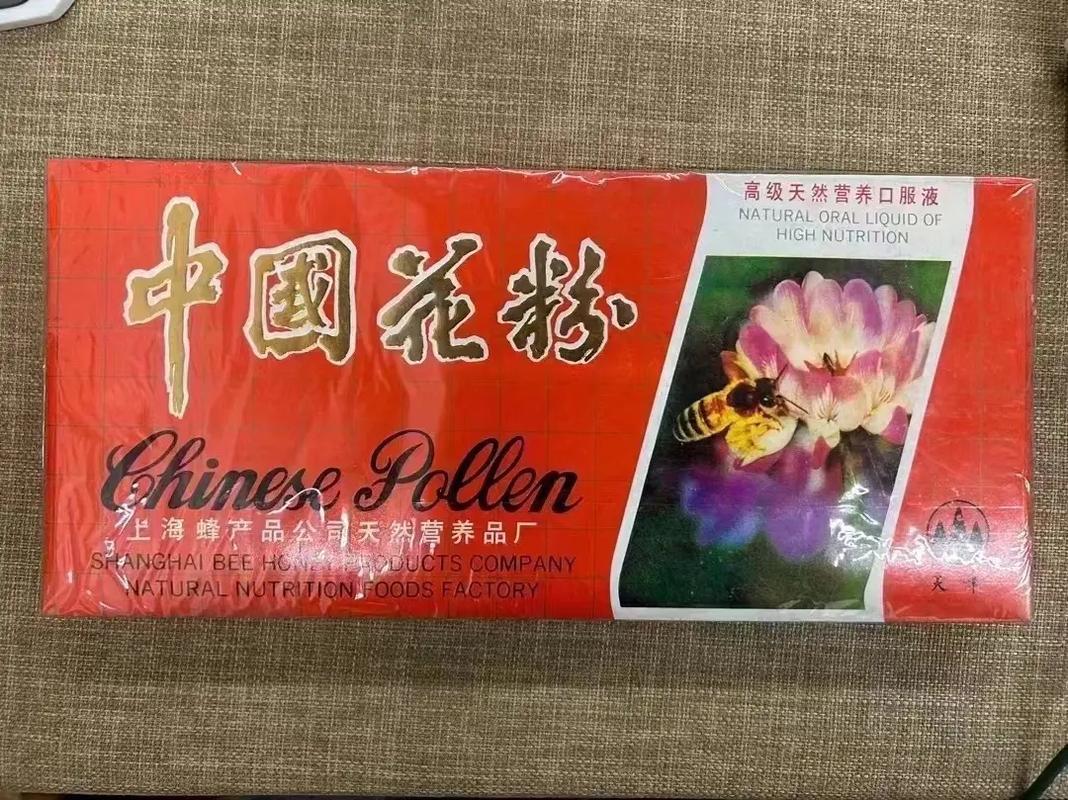 中國花粉
Chinese Pollen
上海蜂产品公司天然营养品厂
SHANGHAI BEE HONEY PRODUCTS COMPANY
NATURAL NUTRITION FOODS FACTORY
高级天然营养口服液
NATURAL ORAL LIQUID OF
HIGH NUTRITION